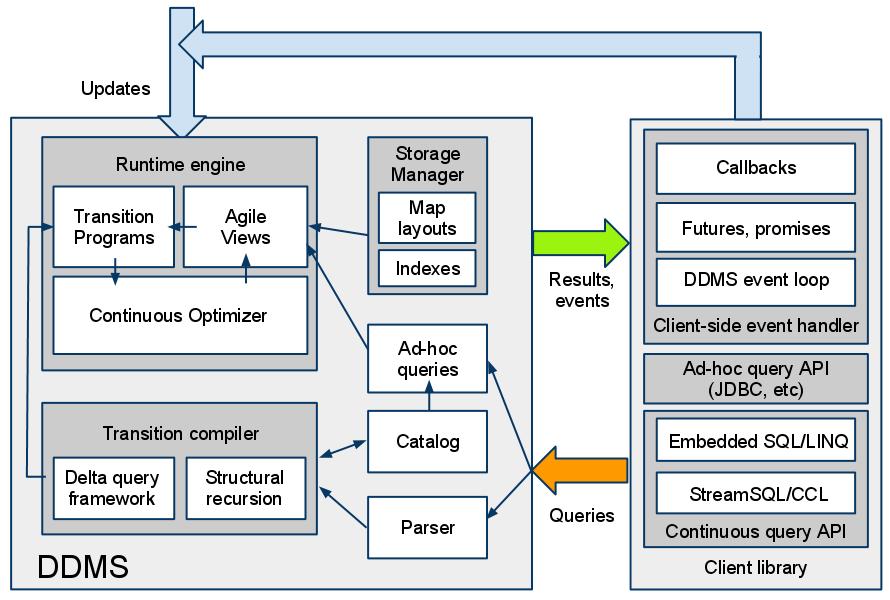 Updates
Runtime engine
Transition
Programs
Agile
Views
Continuous Optimizer
Storage
Manager
Map
layouts
Indexes
Ad-hoc
queries
Transition compiler
Delta query
framework
Structural
recursion
Catalog
Parser
DDMS
Results,
events
Queries
Callbacks
Futures, promises
DDMS event loop
Client-side event handler
Ad-hoc query API
(JDBC, etc)
Embedded SQL/LINQ
StreamSQL/CCL
Continuous query API
Client library